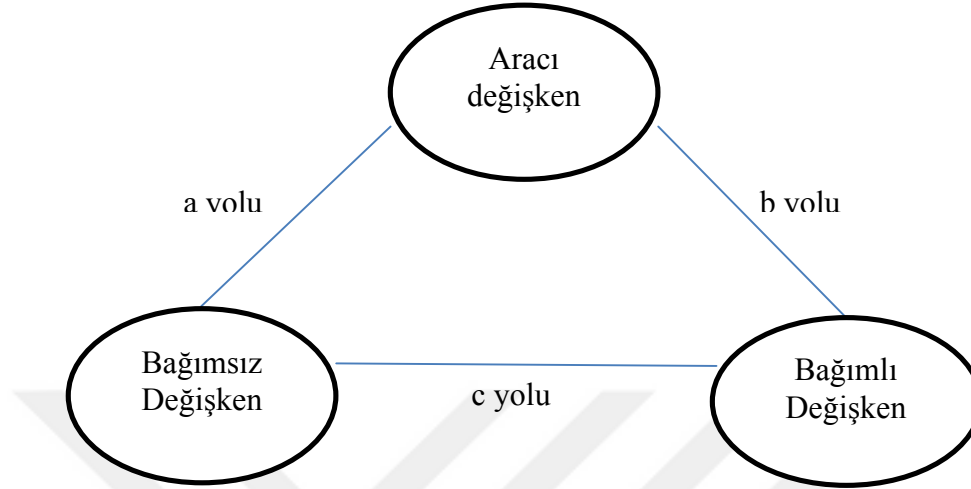 Aracı
değişken
a yolu
b yolu
Bağımsız
Değişken
c yolu
Bağımlı
Değişken